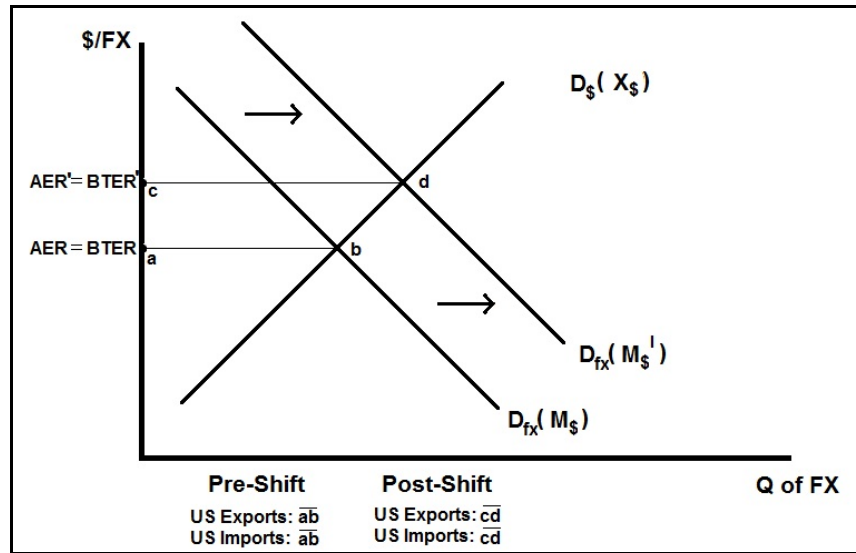 $/FX
D$( X$)
AER'=BTER'
c
d
AER=BTER
a
b
Dfx( M$')
Dfx( M$)
Pre-Shift
Post-Shift
Q of FX
US Exports: ab
US Exports: cd
US Imports: ab
US Imports: cd